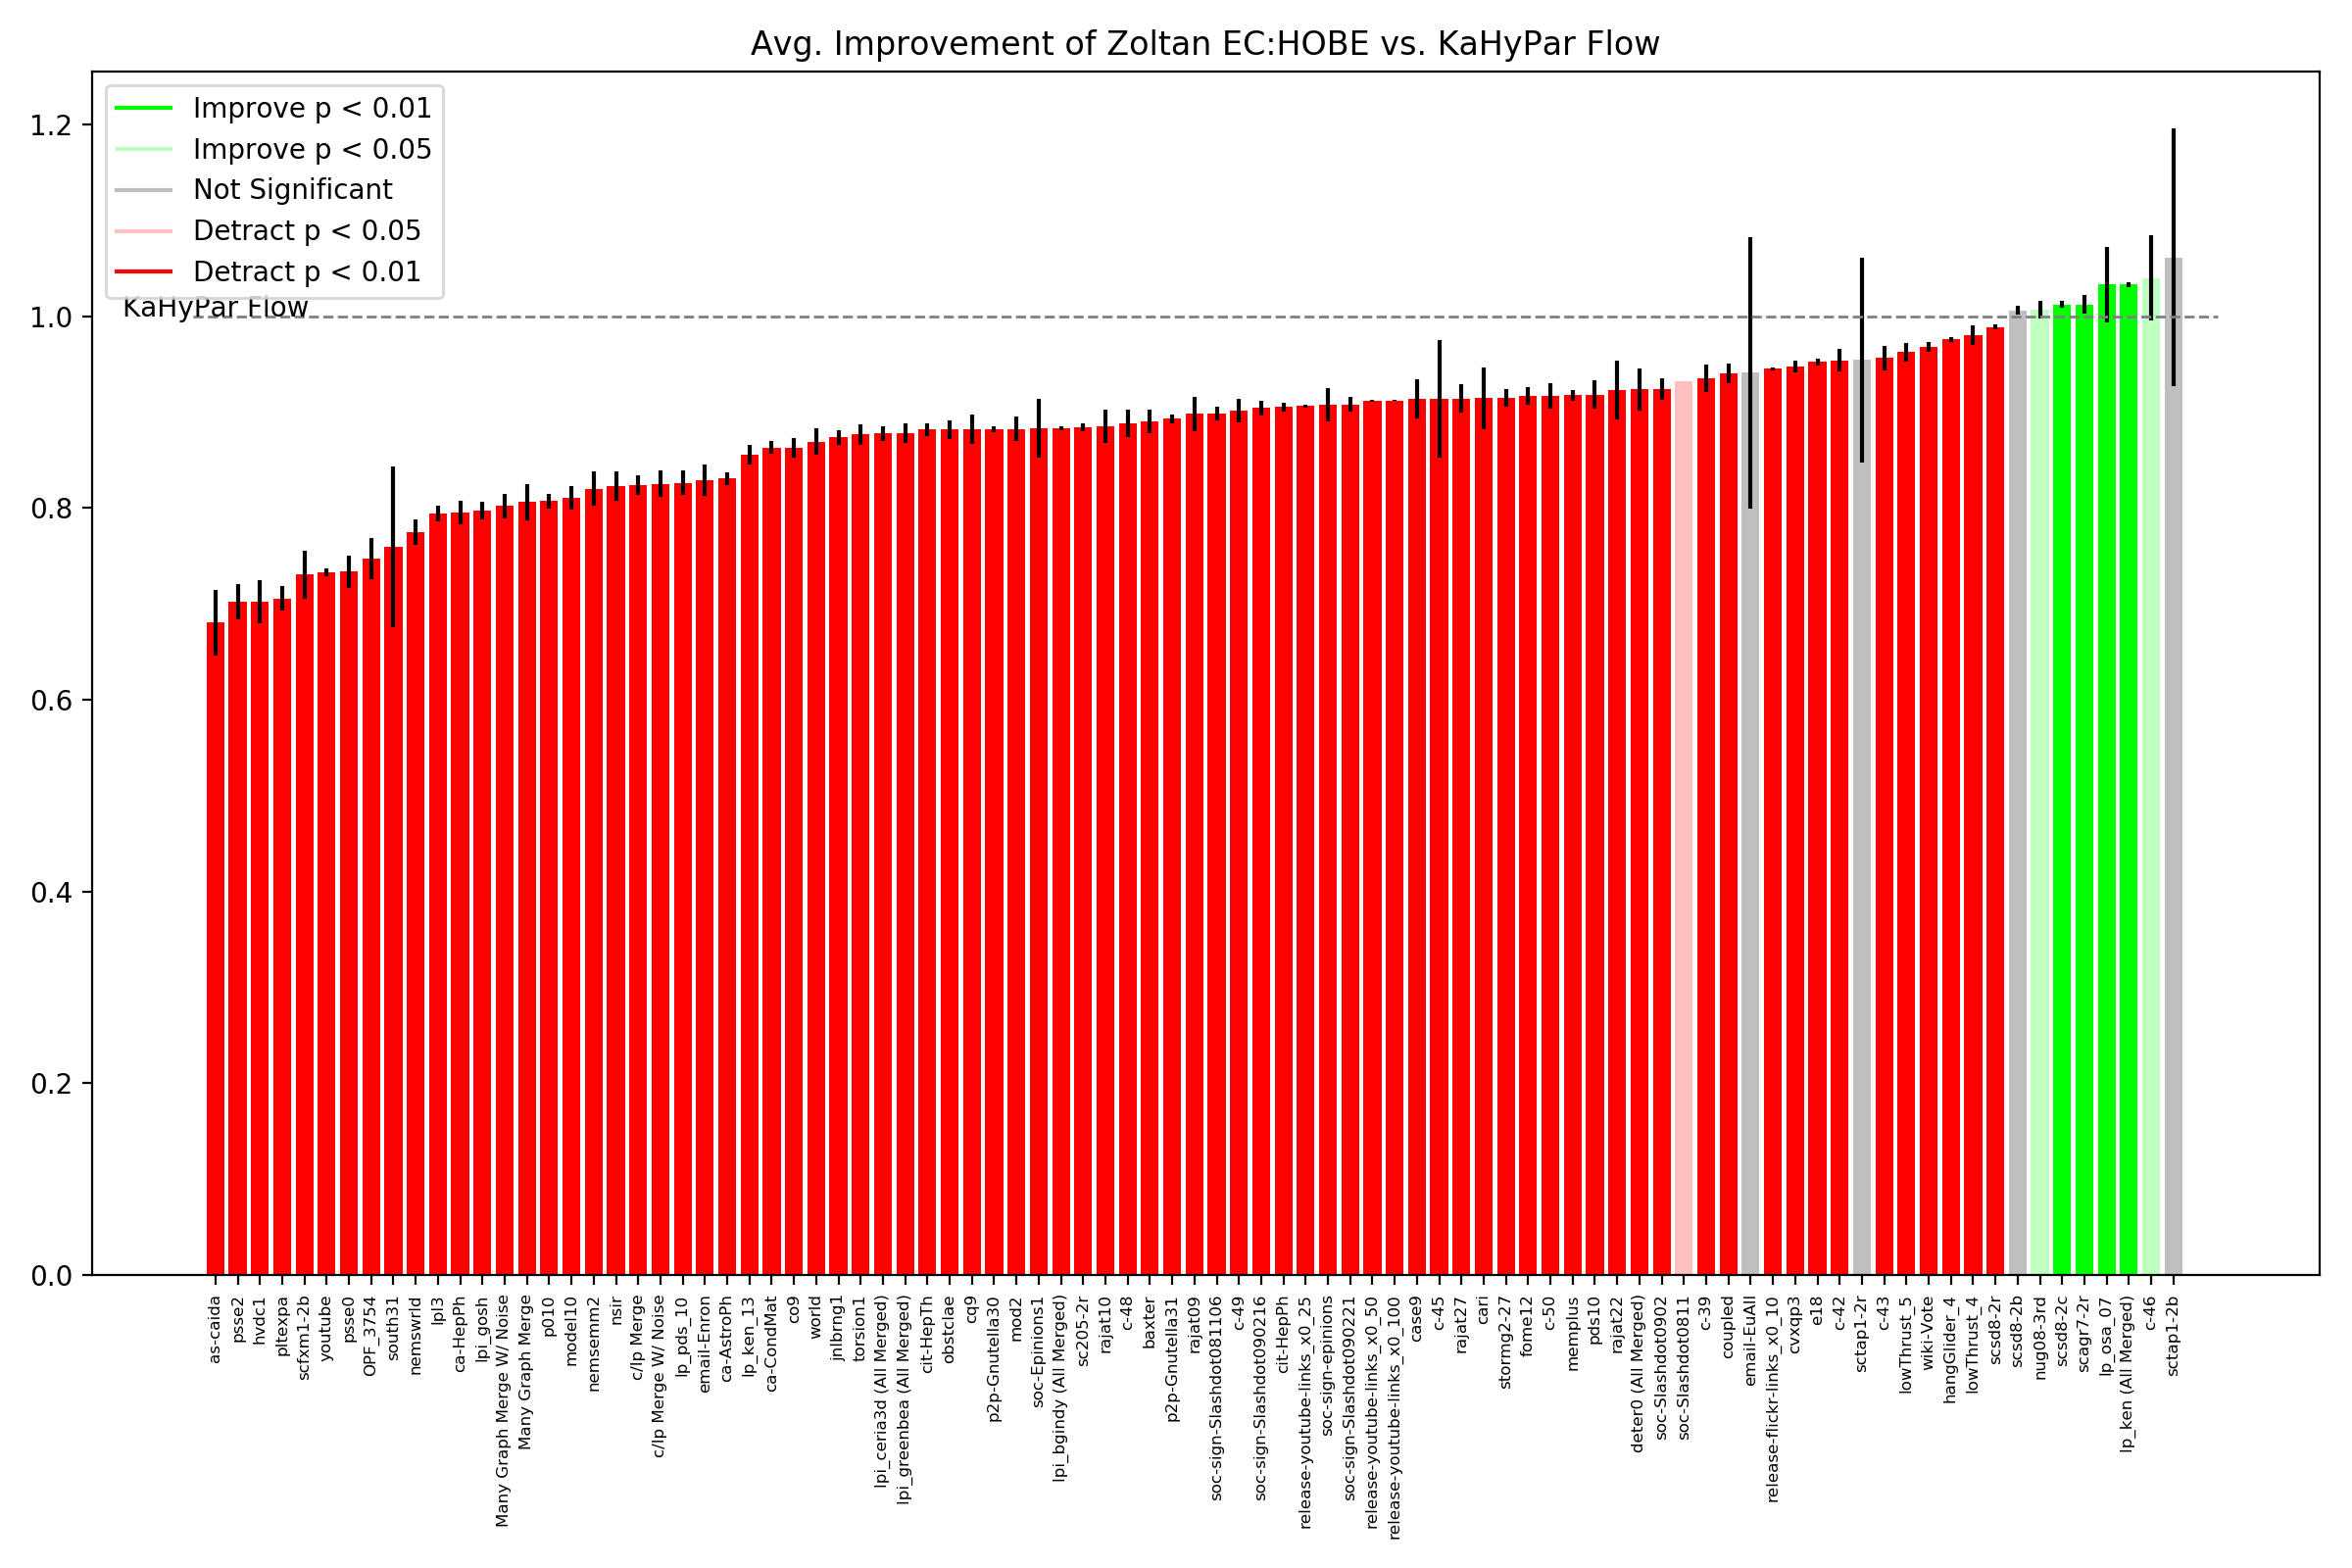 Avg. Improvement of Zoltan EC:HOBE vs. KaHyPar Flow
Improve p < 0.01
Improve p < 0.05
Not Significant
Detract p < 0.05
Detract p < 0.01
KaHyPar Flow
1.2
1.0
0.8
0.6
0.4
0.2
0.0
as-caida
psse2
hvdc1
pltexpa
scfxm1-2b
youtube
psse0
OPF_3754
south31
nemswrld
lpl3
ca-HepPh
lpi_gosh
Many Graph Merge W/ Noise
Many Graph Merge
p010
model10
nemsemm2
nsir
c/lp Merge
c/lp Merge W/ Noise
lp_pds_10
email-Enron
ca-AstroPh
lp_ken_13
ca-CondMat
co9
world
jnlbrng1
torsion1
lpi_ceria3d (All Merged)
lpi_greenbea (All Merged)
cit-HepTh
obstclae
cq9
p2p-Gnutella30
mod2
soc-Epinions1
lpi_bgindy (All Merged)
sc205-2r
rajat10
c-48
baxter
p2p-Gnutella31
rajat09
soc-sign-Slashdot081106
c-49
soc-sign-Slashdot090216
cit-HepPh
release-youtube-links_x0_25
soc-sign-epinions
soc-sign-Slashdot090221
release-youtube-links_x0_50
release-youtube-links_x0_100
case9
c-45
rajat27
cari
stormg2-27
fome12
c-50
memplus
pds10
rajat22
deter0 (All Merged)
soc-Slashdot0902
soc-Slashdot0811
c-39
coupled
email-EuAll
release-flickr-links_x0_10
cvxqp3
e18
c-42
sctap1-2r
c-43
lowThrust_5
wiki-Vote
hangGlider_4
lowThrust_4
scsd8-2r
scsd8-2b
nug08-3rd
scsd8-2c
scagr7-2r
lp_osa_07
lp_ken (All Merged)
c-46
sctap1-2b